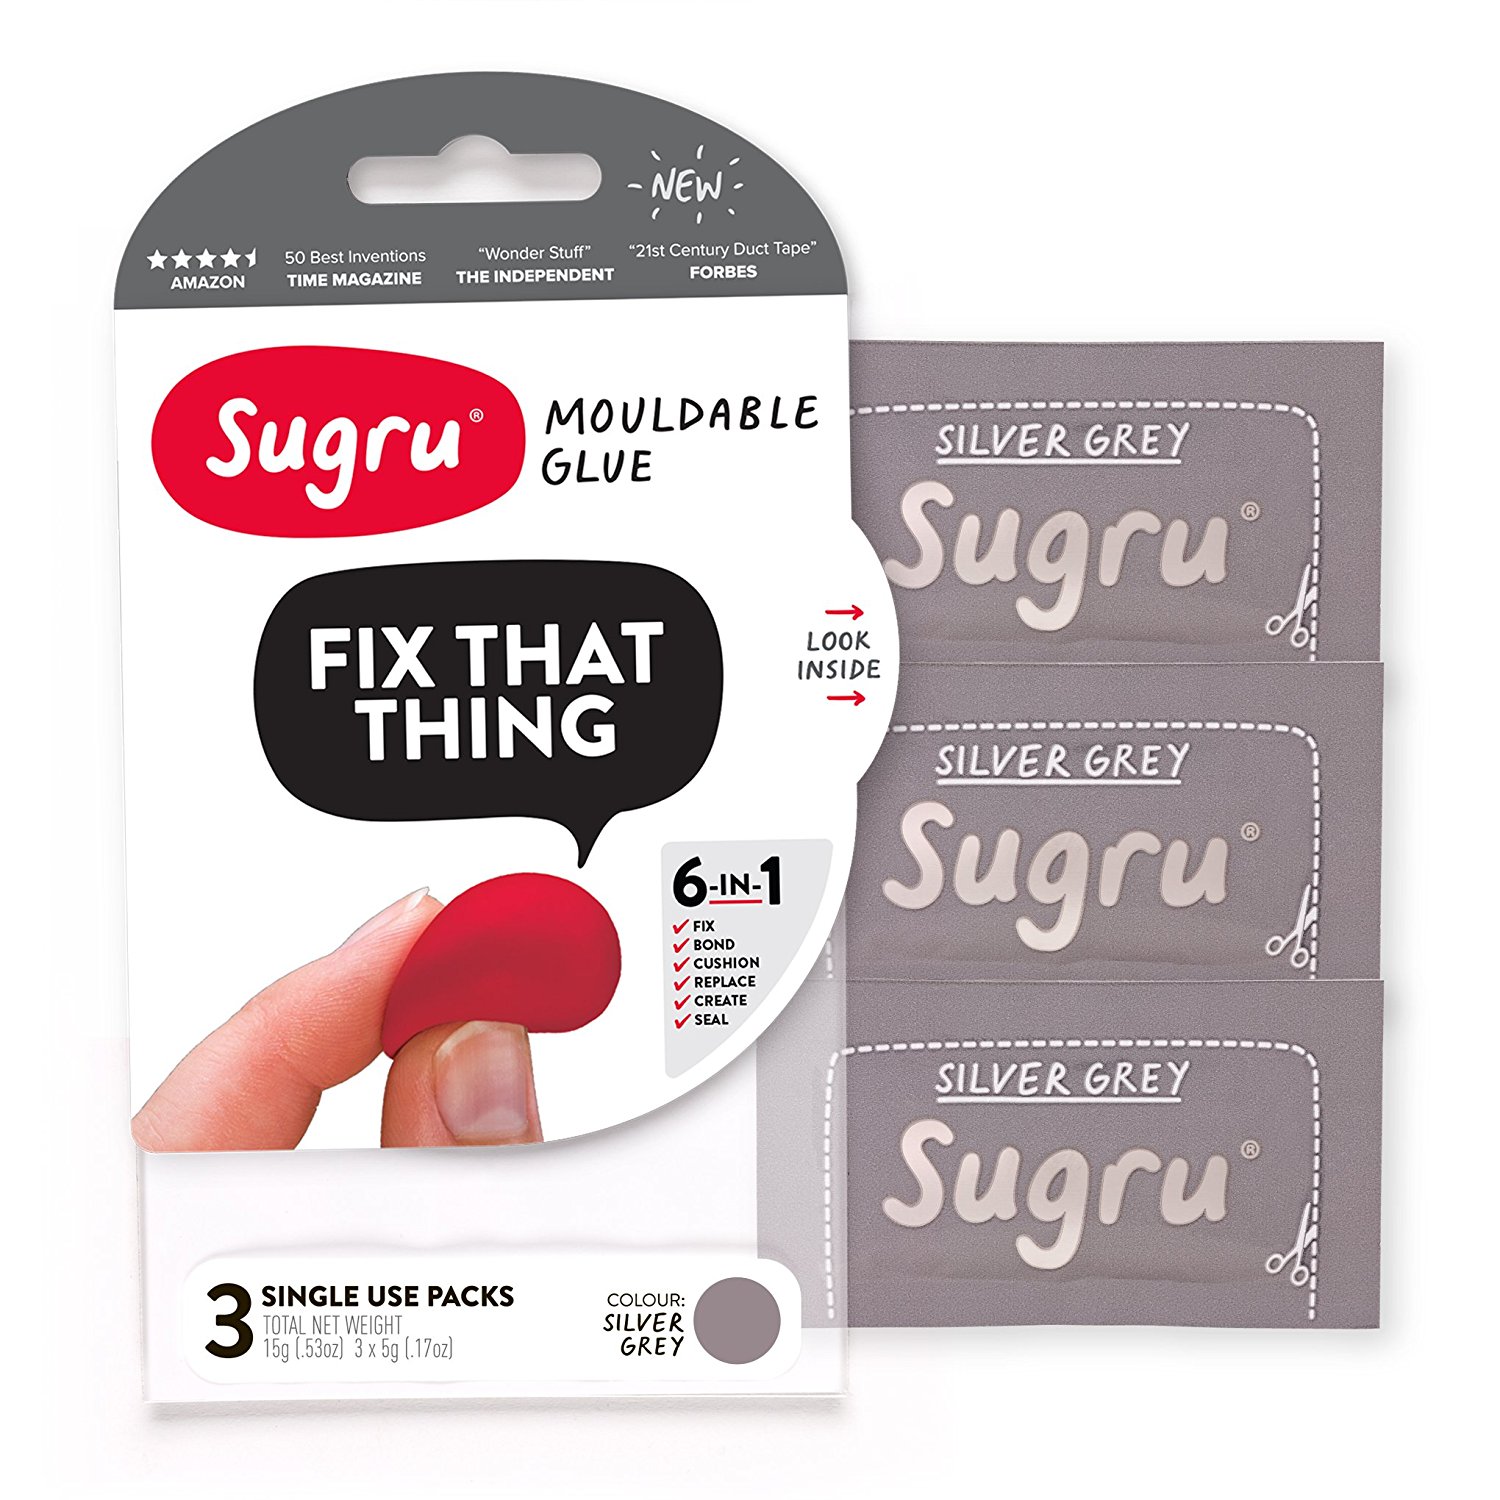 NEW
AMAZON
50 Best Inventions
TIME MAGAZINE
“Wonder Stuff”
THE INDEPENDENT
“21st Century Duct Tape”
FORBES
Sugru®
MOULDABLE
GLUE
FIX THAT
THING
LOOK
INSIDE
6-IN-1
FIX
BOND
CUSHION
REPLACE
CREATE
SEAL
3 SINGLE USE PACKS
TOTAL NET WEIGHT
15g (.53oz) 3 x 5g (.17oz)
COLOUR:
SILVER
GREY
SILVER GREY
Sugru®
SILVER GREY
Sugru®
SILVER GREY
Sugru®